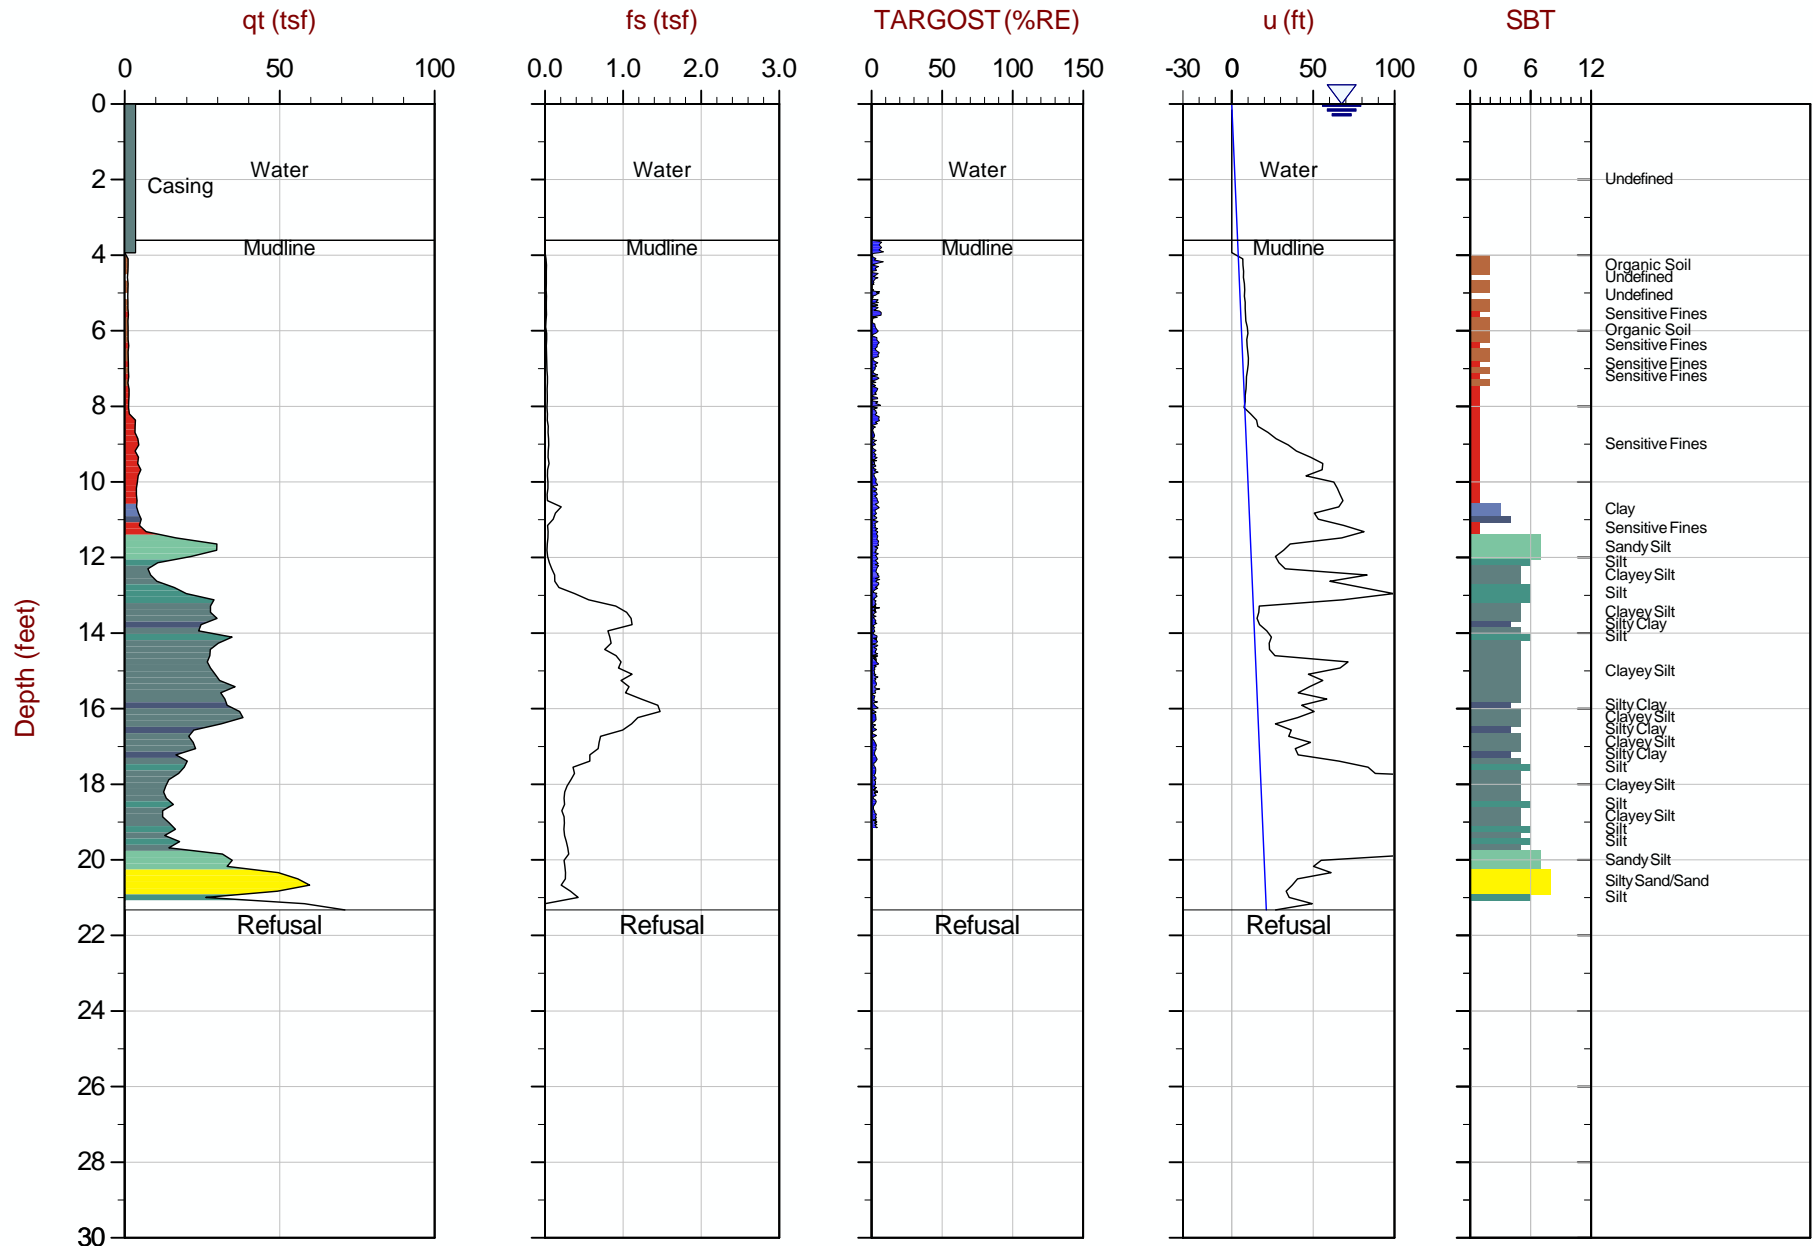 qt (tsf) fs (tsf) TARGOST (%RE) u (ft) SBT
0 50 100 0.0 1.0 2.0 3.0 0 50 100 150 -30 0 50 100 0 6 12
0
Water Water Water Water
2 Undefined
Casing
Mudline Mudline Mudline Mudline
4
Organic Soil
Undefined
Undefined
Sensitive Fines
6 Organic Soil
Sensitive Fines
Sensitive Fines
Sensitive Fines
8
Sensitive Fines
10
Clay
Sensitive Fines
Sandy Silt
12
Silt
Clayey Silt
Silt
Clayey Silt
Silty Clay
14 Silt
Clayey Silt
Silty Clay
16
Clayey Silt
Silty Clay
Clayey Silt
Silty Clay
Silt
18 Clayey Silt
Silt
Clayey Silt
Silt
Silt
20 Sandy Silt
Silty Sand/Sand
Silt
Refusal Refusal Refusal Refusal
22
24
26
28
30
Depth (feet)